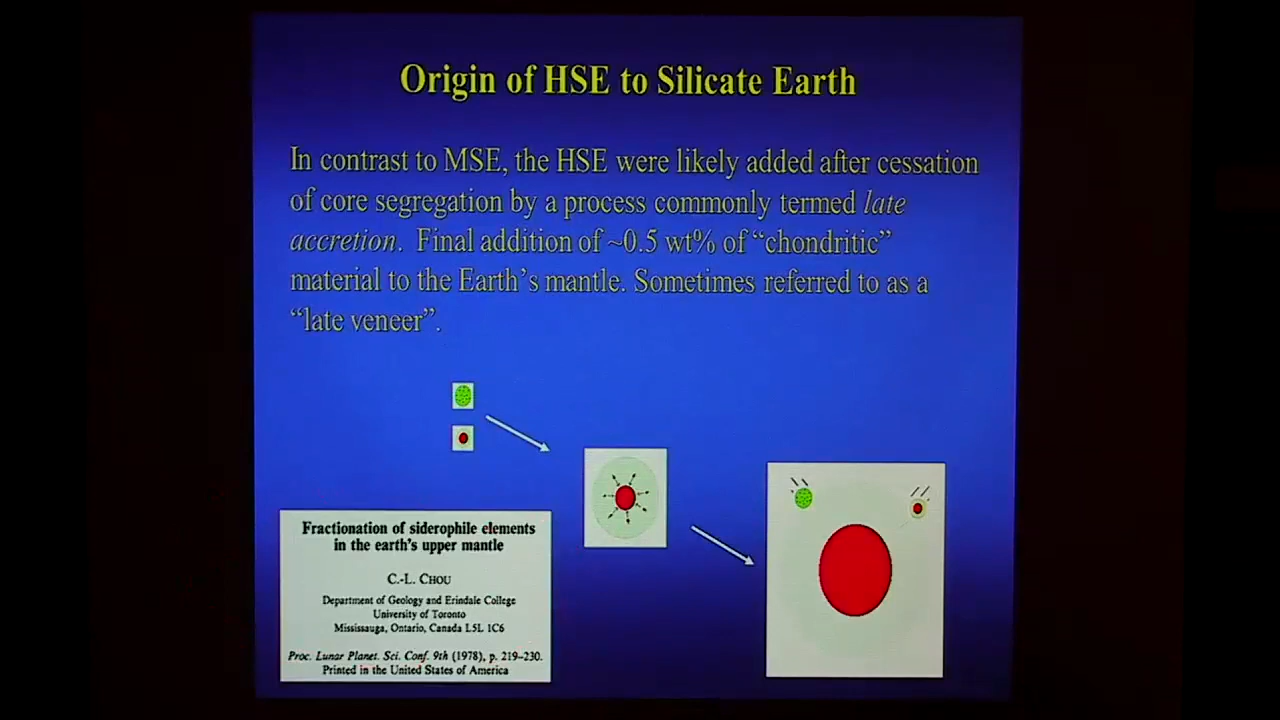 Origin of HSE to Silicate Earth
In contrast to MSE, the HSE were likely added after cessation
of core segregation by a process commonly termed late
accretion. Final addition of ~0.5 wt% of “chondritic”
material to the Earth’s mantle. Sometimes referred to as a
“late veneer”.
Fractionation of siderophile elements
in the earth's upper mantle
C.-L. CHOU
Department of Geology and Erindale College
University of Toronto
Mississauga, Ontario, Canada L5L 1C6
Proc. Lunar Planet. Sci. Conf. 9th (1978), p. 219–230.
Printed in the United States of America